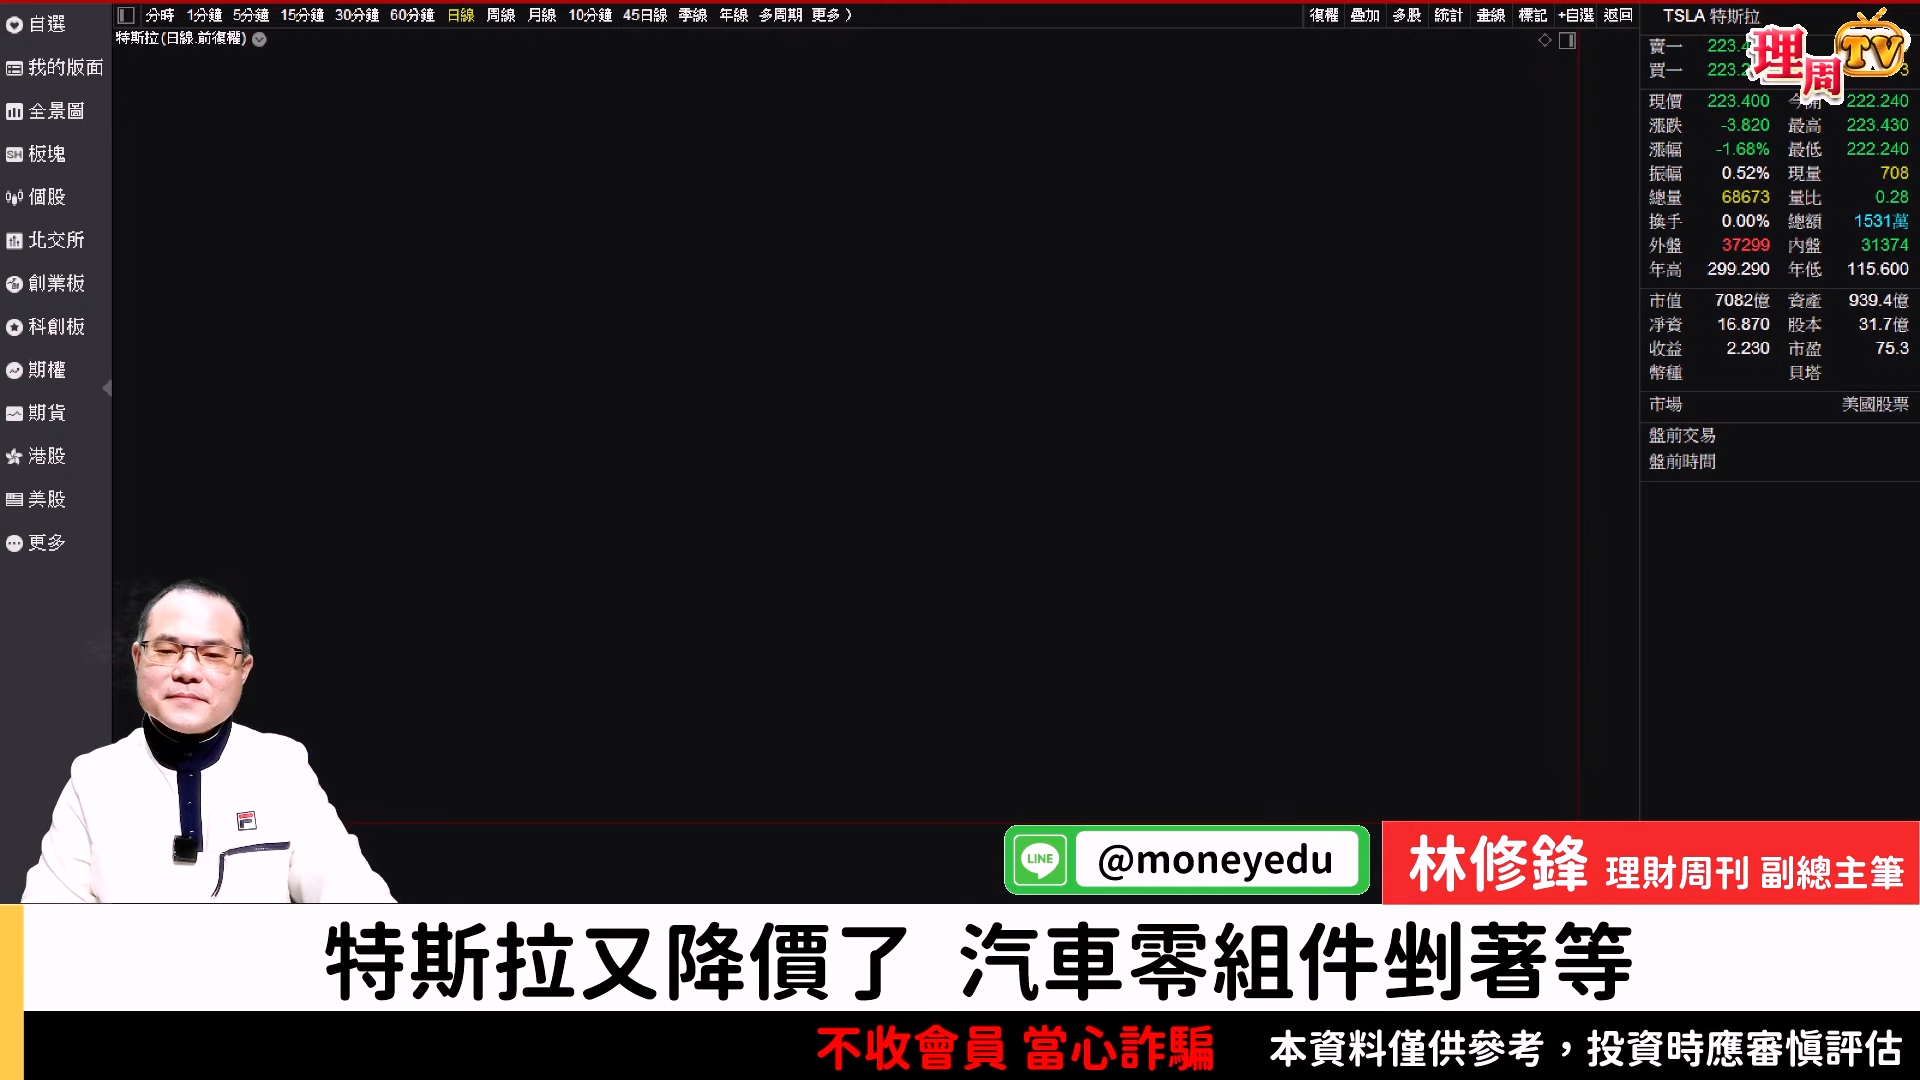 自選
我的版面
全景圖
板塊
個股
北交所
創業板
科創板
期權
期貨
港股
美股
更多
分時 1分鐘 5分鐘 15分鐘 30分鐘 60分鐘 日線 周線 月線 10分鐘 45日線 季線 年線 多周期 更多 〉
復權 疊加 多股 統計 畫線 標記 +自選 返回
特斯拉(日線.前復權)
TSLA 特斯拉
理周TV
賣一 223.4
買一 223.2
現價 223.400 今開 222.240
漲跌 -3.820 最高 223.430
漲幅 -1.68% 最低 222.240
振幅 0.52% 現量 708
總量 68673 量比 0.28
換手 0.00% 總額 1531萬
外盤 37299 內盤 31374
年高 299.290 年低 115.600
市值 7082億 資產 939.4億
凈資 16.870 股本 31.7億
收益 2.230 市盈 75.3
幣種 貝塔
市場 美國股票
盤前交易
盤前時間
LINE @moneyedu
林修鋒 理財周刊 副總主筆
特斯拉又降價了 汽車零組件剉著等
不收會員 當心詐騙 本資料僅供參考，投資時應審慎評估